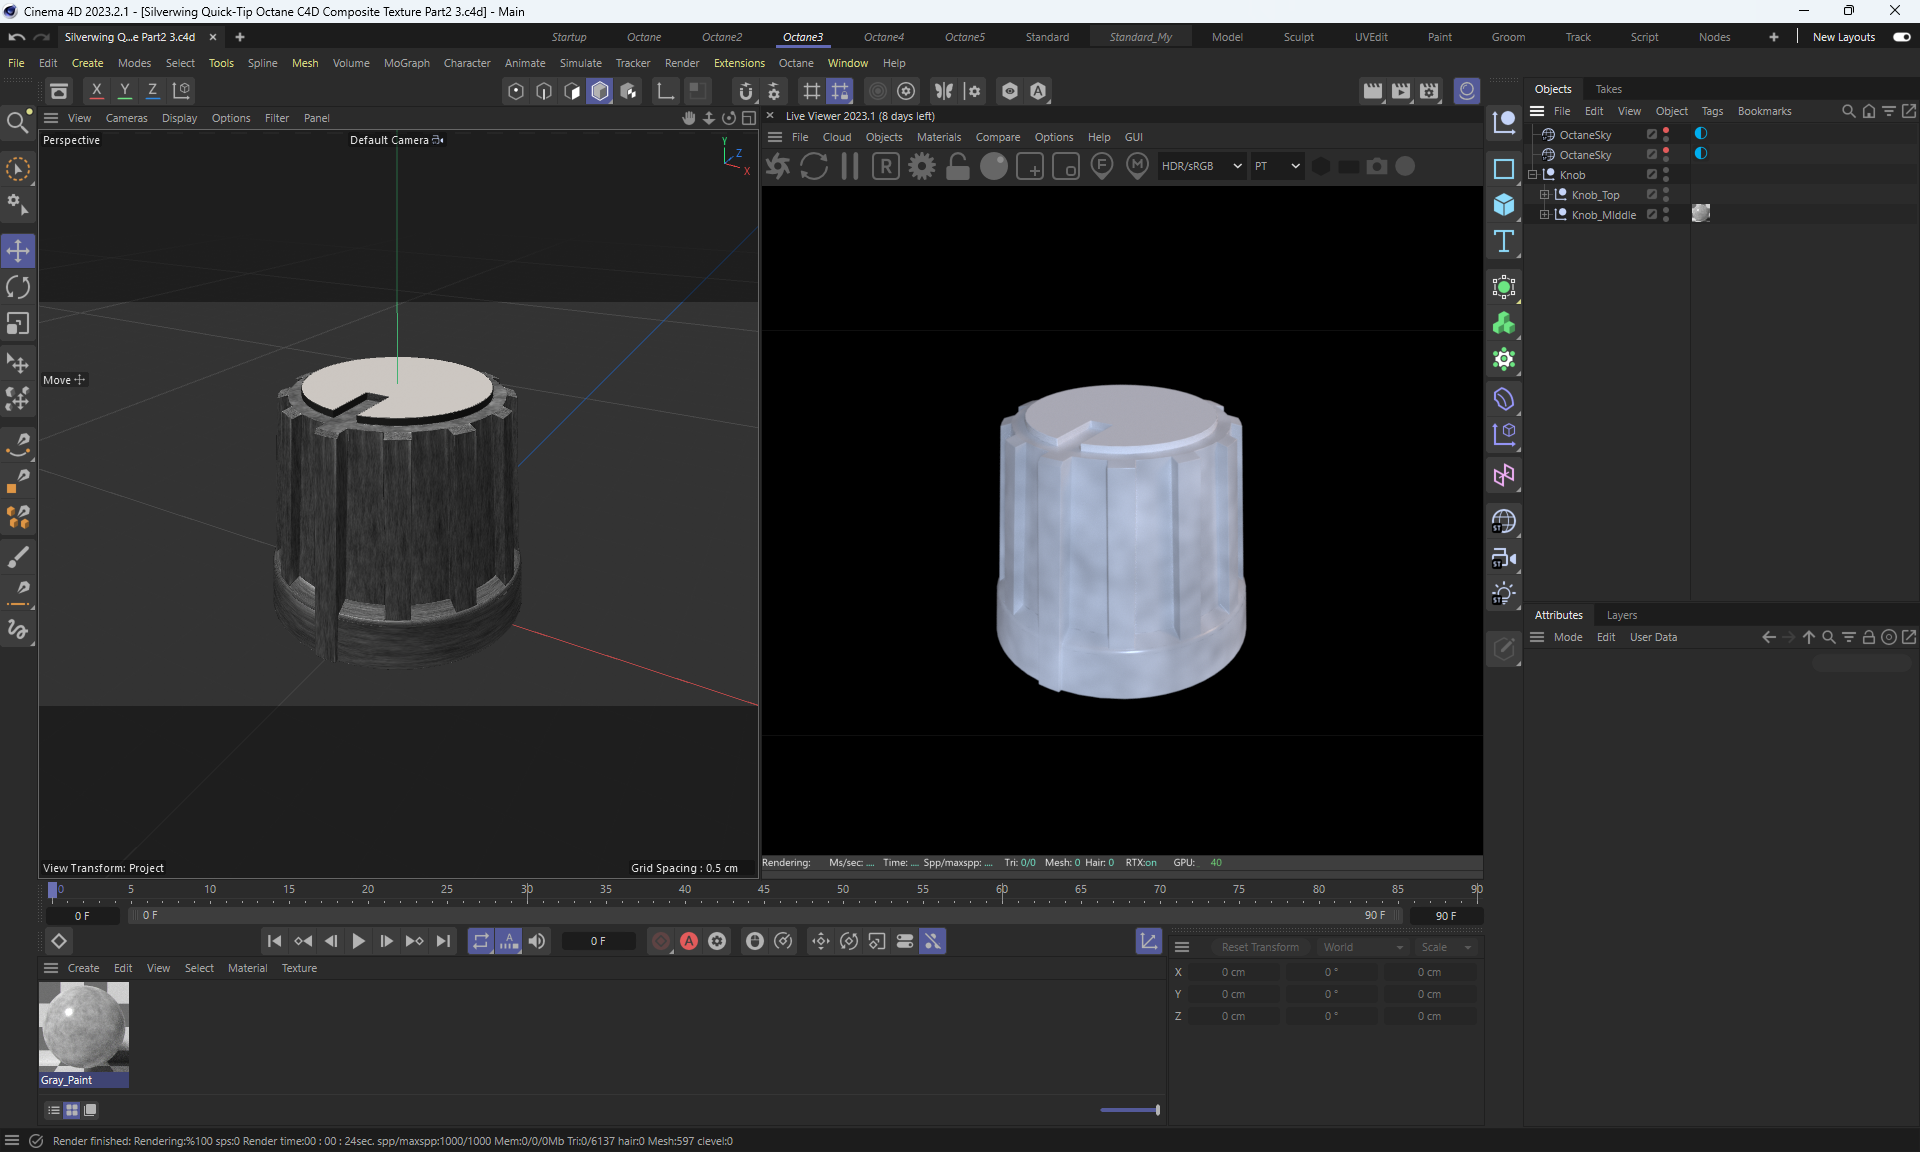 Cinema 4D 2023.2.1 - [Silverwing Quick-Tip Octane C4D Composite Texture Part2 3.c4d] - Main
Silverwing Q...e Part2 3.c4d
Startup Octane Octane2 Octane3 Octane4 Octane5 Standard Standard_My Model Sculpt UVEdit Paint Groom Track Script Nodes New Layouts
File Edit Create Modes Select Tools Spline Mesh Volume MoGraph Character Animate Simulate Tracker Render Extensions Octane Window Help
X Y Z
View Cameras Display Options Filter Panel
Perspective
Default Camera
Y
Z
X
Move
View Transform: Project
Grid Spacing : 0.5 cm
Live Viewer 2023.1 (8 days left)
File Cloud Objects Materials Compare Options Help GUI
R
F
M
HDR/sRGB
PT
Rendering: Ms/sec: .... Time: .... Spp/maxspp: .... Tri: 0/0 Mesh: 0 Hair: 0 RTX:on GPU: 40
Objects Takes
File Edit View Object Tags Bookmarks
OctaneSky
OctaneSky
Knob
Knob_Top
Knob_MIddle
ST
ST
ST
Attributes Layers
Mode Edit User Data
0 5 10 15 20 25 30 35 40 45 50 55 60 65 70 75 80 85 90
0 F 0 F 90 F 90 F
0 F
A
A
Create Edit View Select Material Texture
Gray_Paint
Reset Transform World Scale
X 0 cm 0 ° 0 cm
Y 0 cm 0 ° 0 cm
Z 0 cm 0 ° 0 cm
Render finished: Rendering:%100 sps:0 Render time:00 : 00 : 24sec. spp/maxspp:1000/1000 Mem:0/0/0Mb Tri:0/6137 hair:0 Mesh:597 clevel:0